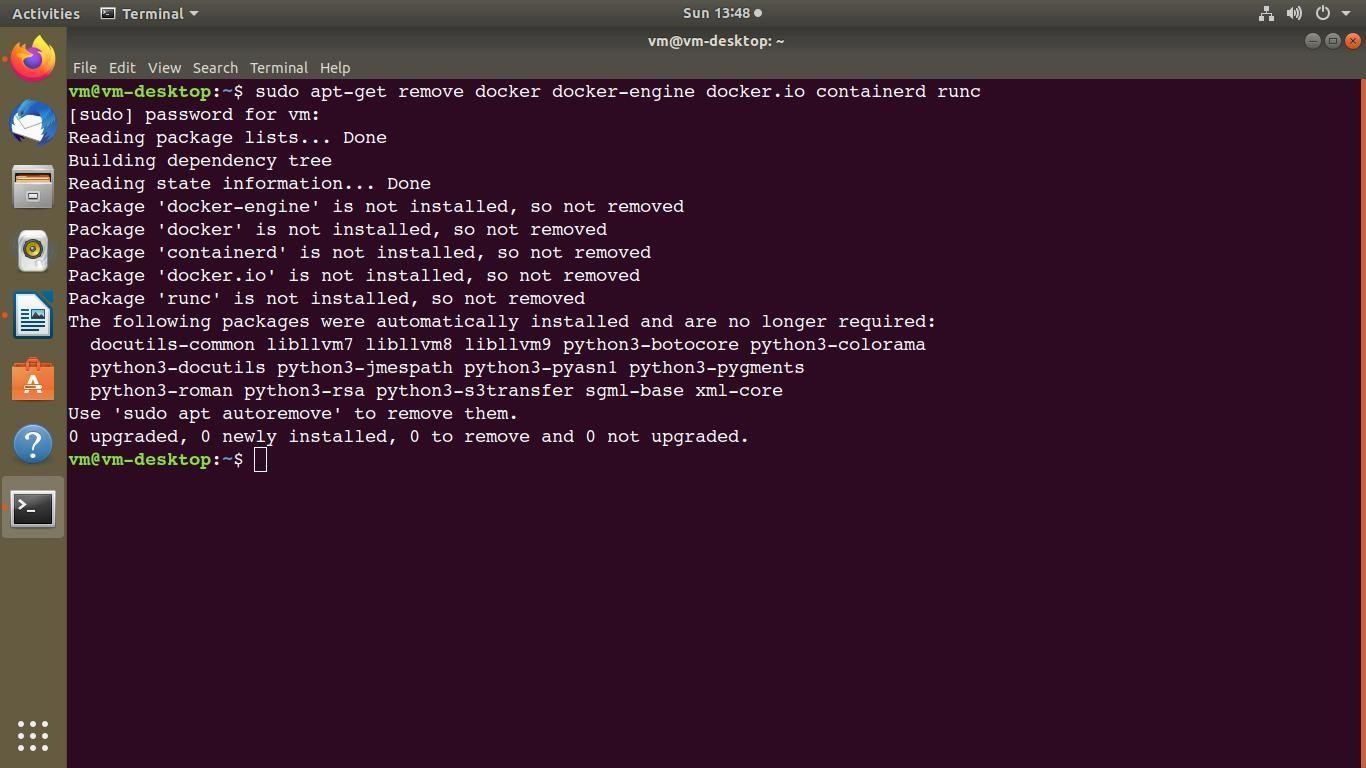 Activities Terminal Sun 13:48
vm@vm-desktop: ~
File Edit View Search Terminal Help
vm@vm-desktop:~$ sudo apt-get remove docker docker-engine docker.io containerd runc
[sudo] password for vm:
Reading package lists... Done
Building dependency tree
Reading state information... Done
Package 'docker-engine' is not installed, so not removed
Package 'docker' is not installed, so not removed
Package 'containerd' is not installed, so not removed
Package 'docker.io' is not installed, so not removed
Package 'runc' is not installed, so not removed
The following packages were automatically installed and are no longer required:
  docutils-common libllvm7 libllvm8 libllvm9 python3-botocore python3-colorama
  python3-docutils python3-jmespath python3-pyasn1 python3-pygments
  python3-roman python3-rsa python3-s3transfer sgml-base xml-core
Use 'sudo apt autoremove' to remove them.
0 upgraded, 0 newly installed, 0 to remove and 0 not upgraded.
vm@vm-desktop:~$